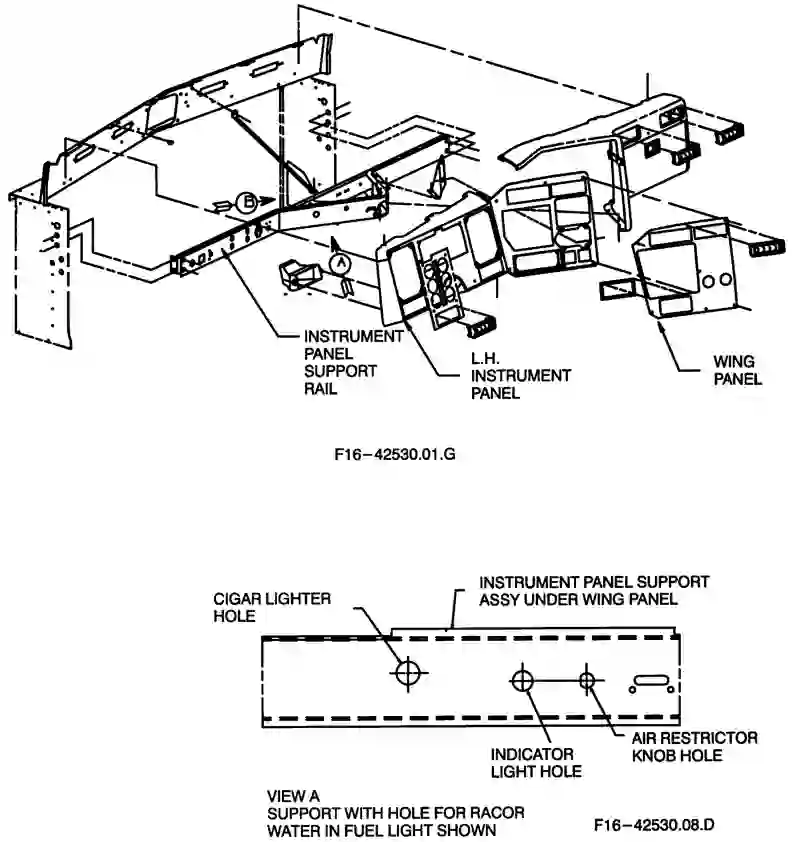 B
A
INSTRUMENT
PANEL
SUPPORT
RAIL
L.H.
INSTRUMENT
PANEL
WING
PANEL
F16-42530.01.G
CIGAR LIGHTER
HOLE
INSTRUMENT PANEL SUPPORT
ASSY UNDER WING PANEL
INDICATOR
LIGHT HOLE
AIR RESTRICTOR
KNOB HOLE
VIEW A
SUPPORT WITH HOLE FOR RACOR
WATER IN FUEL LIGHT SHOWN
F16-42530.08.D